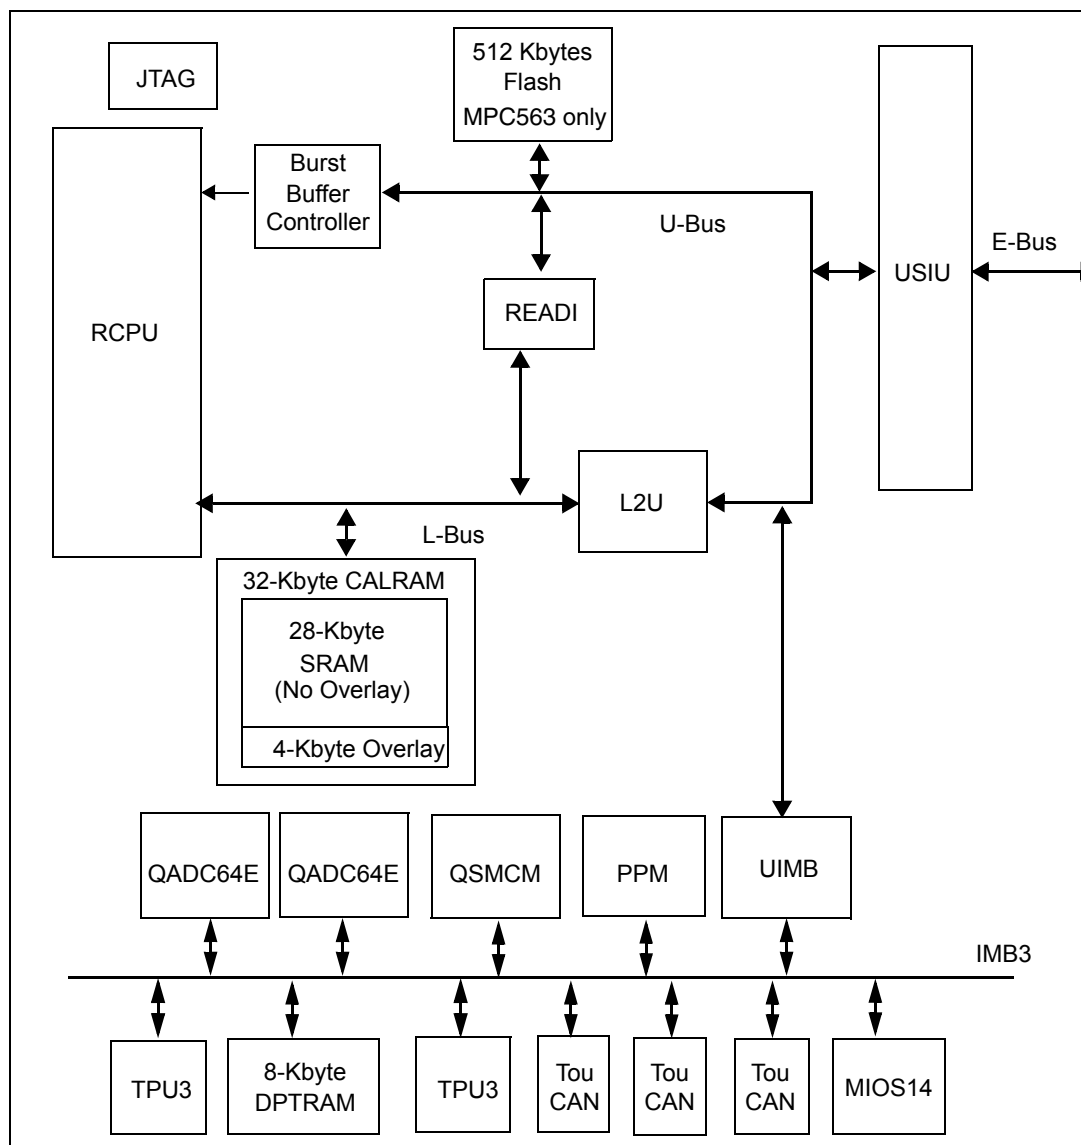 JTAG
512 Kbytes
Flash
MPC563 only
Burst
Buffer
Controller
U-Bus
E-Bus
USIU
RCPU
READI
L2U
L-Bus
32-Kbyte CALRAM
28-Kbyte
SRAM
(No Overlay)
4-Kbyte Overlay
QADC64E
QADC64E
QSMCM
PPM
UIMB
IMB3
TPU3
8-Kbyte
DPTRAM
TPU3
Tou
CAN
Tou
CAN
Tou
CAN
MIOS14